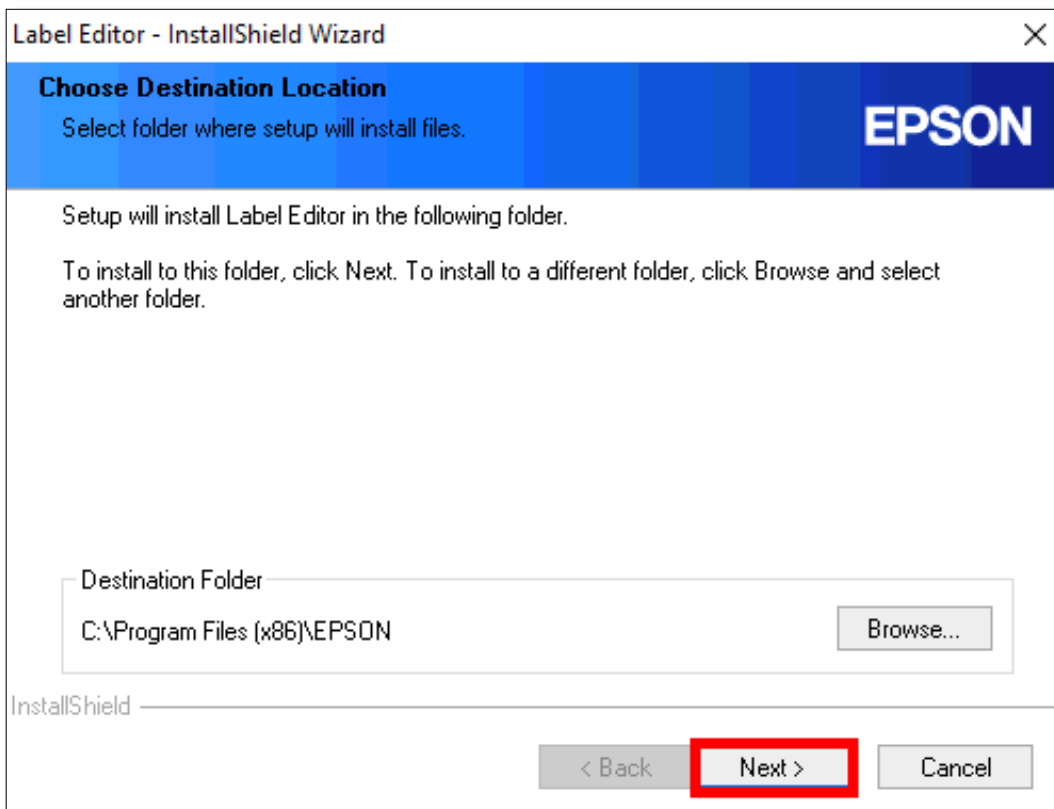 Label Editor - InstallShield Wizard
Choose Destination Location
Select folder where setup will install files.
EPSON
Setup will install Label Editor in the following folder.
To install to this folder, click Next. To install to a different folder, click Browse and select
another folder.
Destination Folder
C:\Program Files (x86)\EPSON
Browse...
InstallShield
< Back
Next >
Cancel